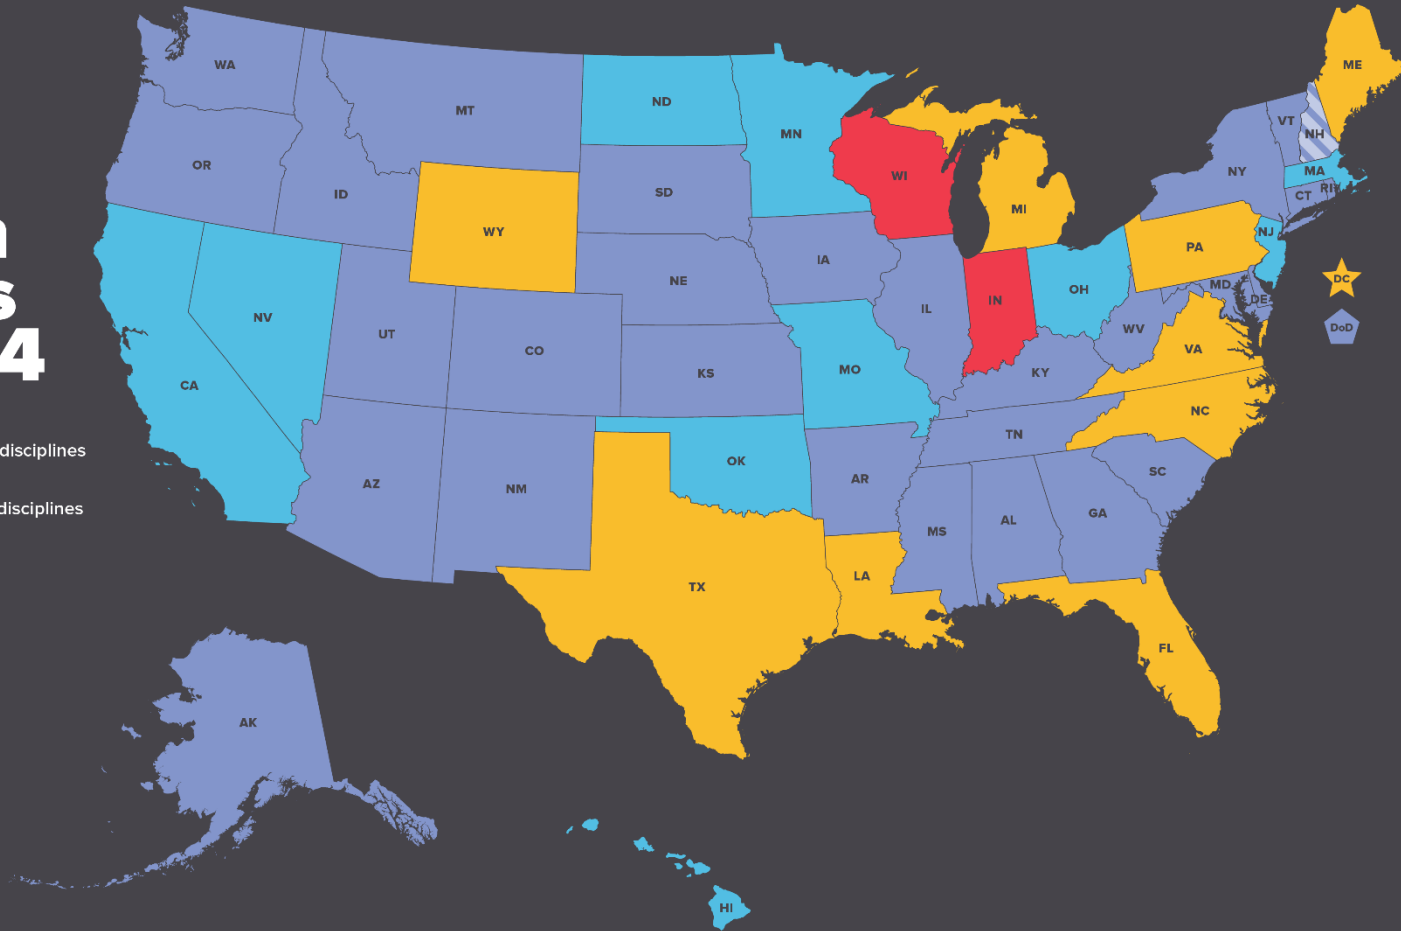 WA
MT
ND
MN
ME
OR
ID
SD
WI
VT
NH
NY
MA
RI
CT
WY
MI
PA
NJ
IA
NE
IN
OH
MD
DE
DC
DoD
NV
UT
CO
IL
WV
VA
4
CA
KS
MO
KY
NC
disciplines
AZ
NM
OK
AR
TN
SC
disciplines
MS
AL
GA
TX
LA
FL
AK
HI